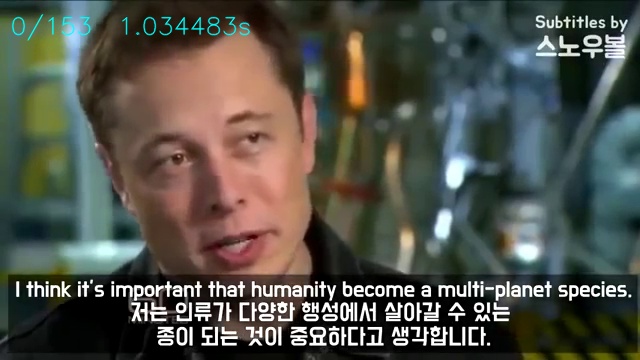 0/153 1.034483s
Subtitles by
스노우볼
I think it's important that humanity become a multi-planet species.
저는 인류가 다양한 행성에서 살아갈 수 있는
종이 되는 것이 중요하다고 생각합니다.